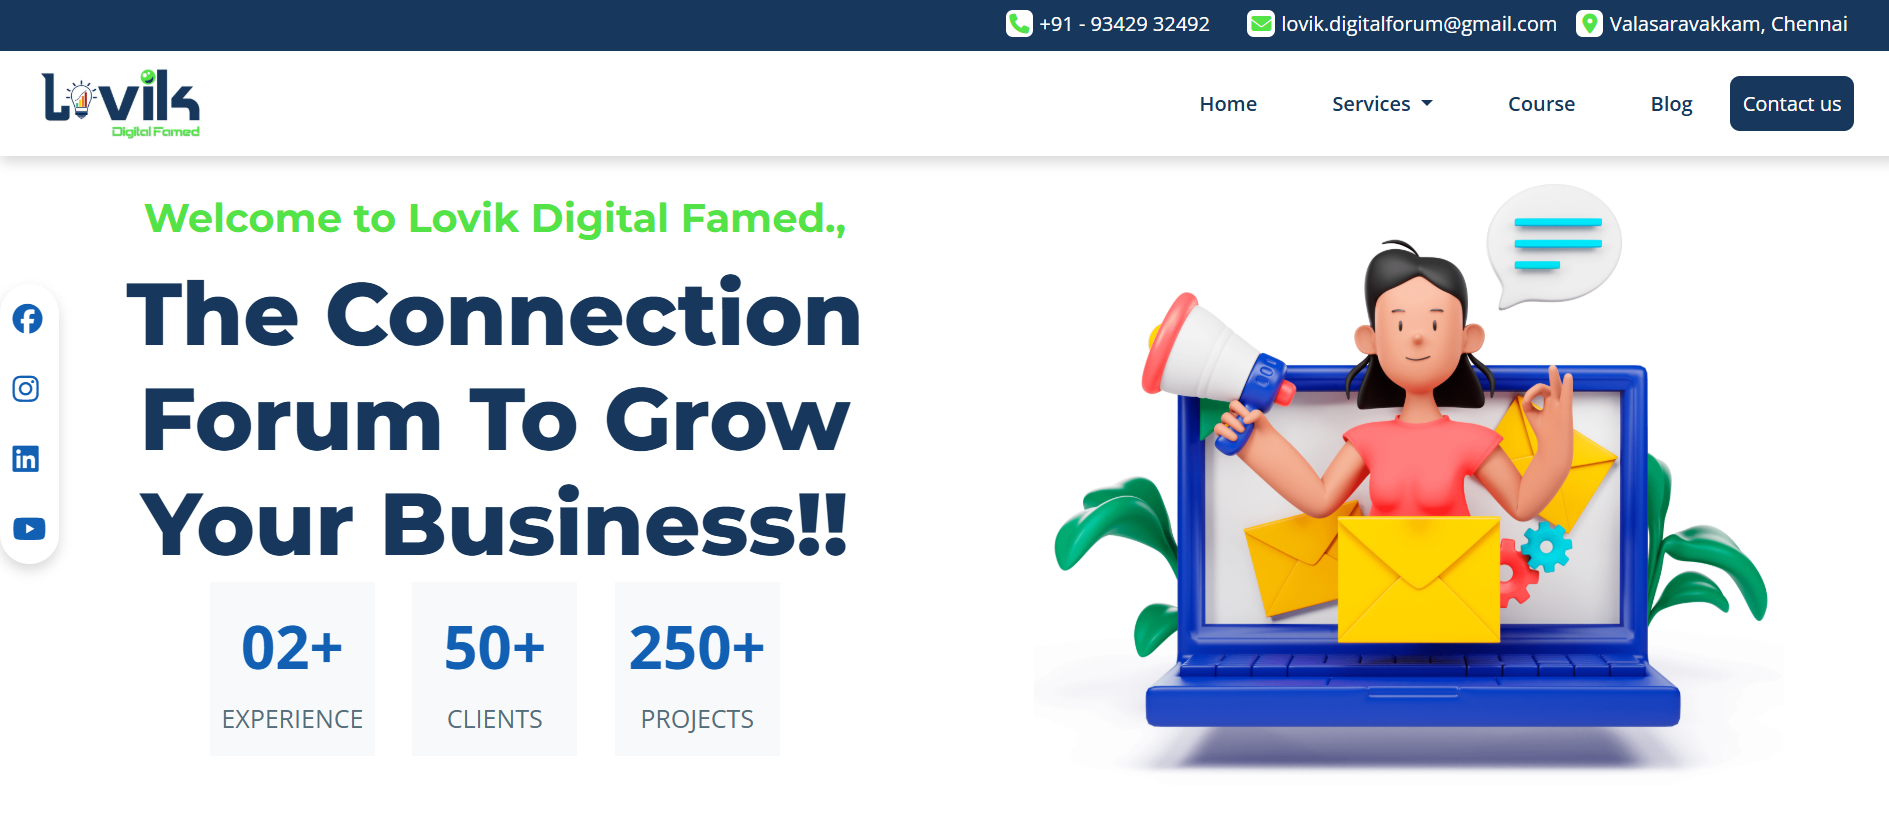 +91 - 93429 32492 lovik.digitalforum@gmail.com Valasaravakkam, Chennai
Lovik
Digital Famed
Home Services Course Blog Contact us
Welcome to Lovik Digital Famed.,
The Connection
Forum To Grow
Your Business!!
02+ 50+ 250+
EXPERIENCE CLIENTS PROJECTS